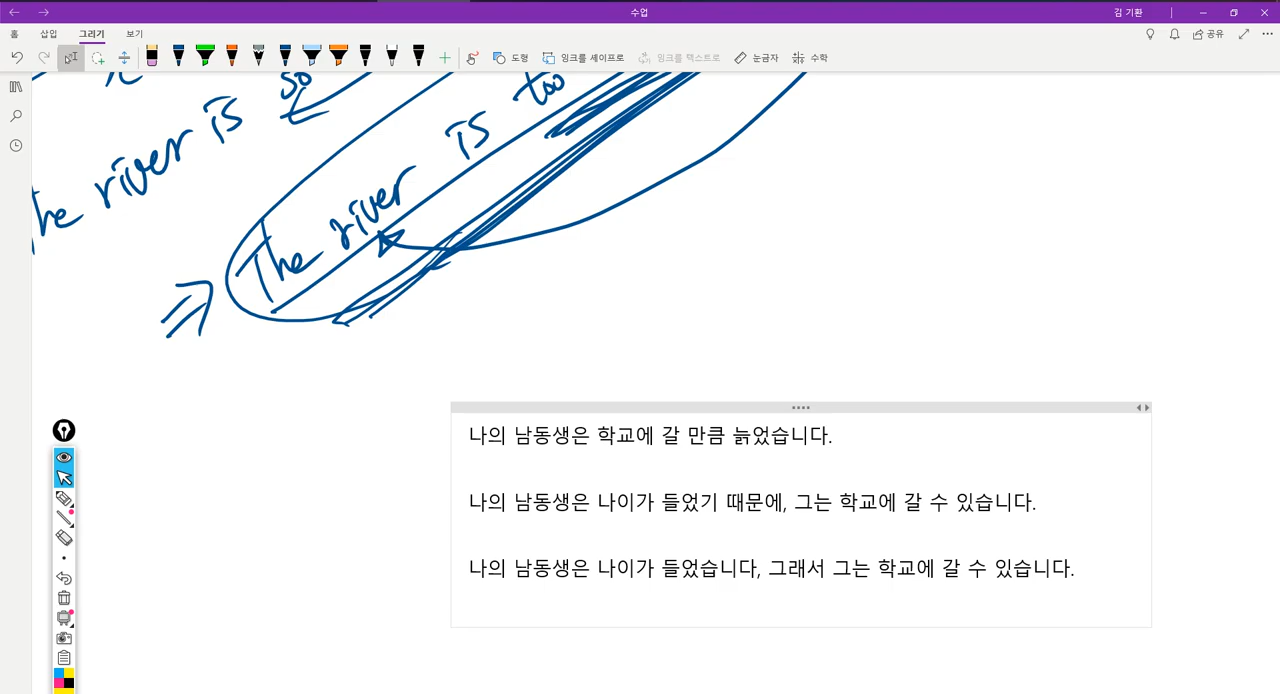 수업
김 기환
홈 삽입 그리기 보기
공유
도형 잉크를 셰이프로 잉크를 텍스트로 눈금자 수학
The river is too
he river is so
나의 남동생은 학교에 갈 만큼 늙었습니다.
나의 남동생은 나이가 들었기 때문에, 그는 학교에 갈 수 있습니다.
나의 남동생은 나이가 들었습니다, 그래서 그는 학교에 갈 수 있습니다.